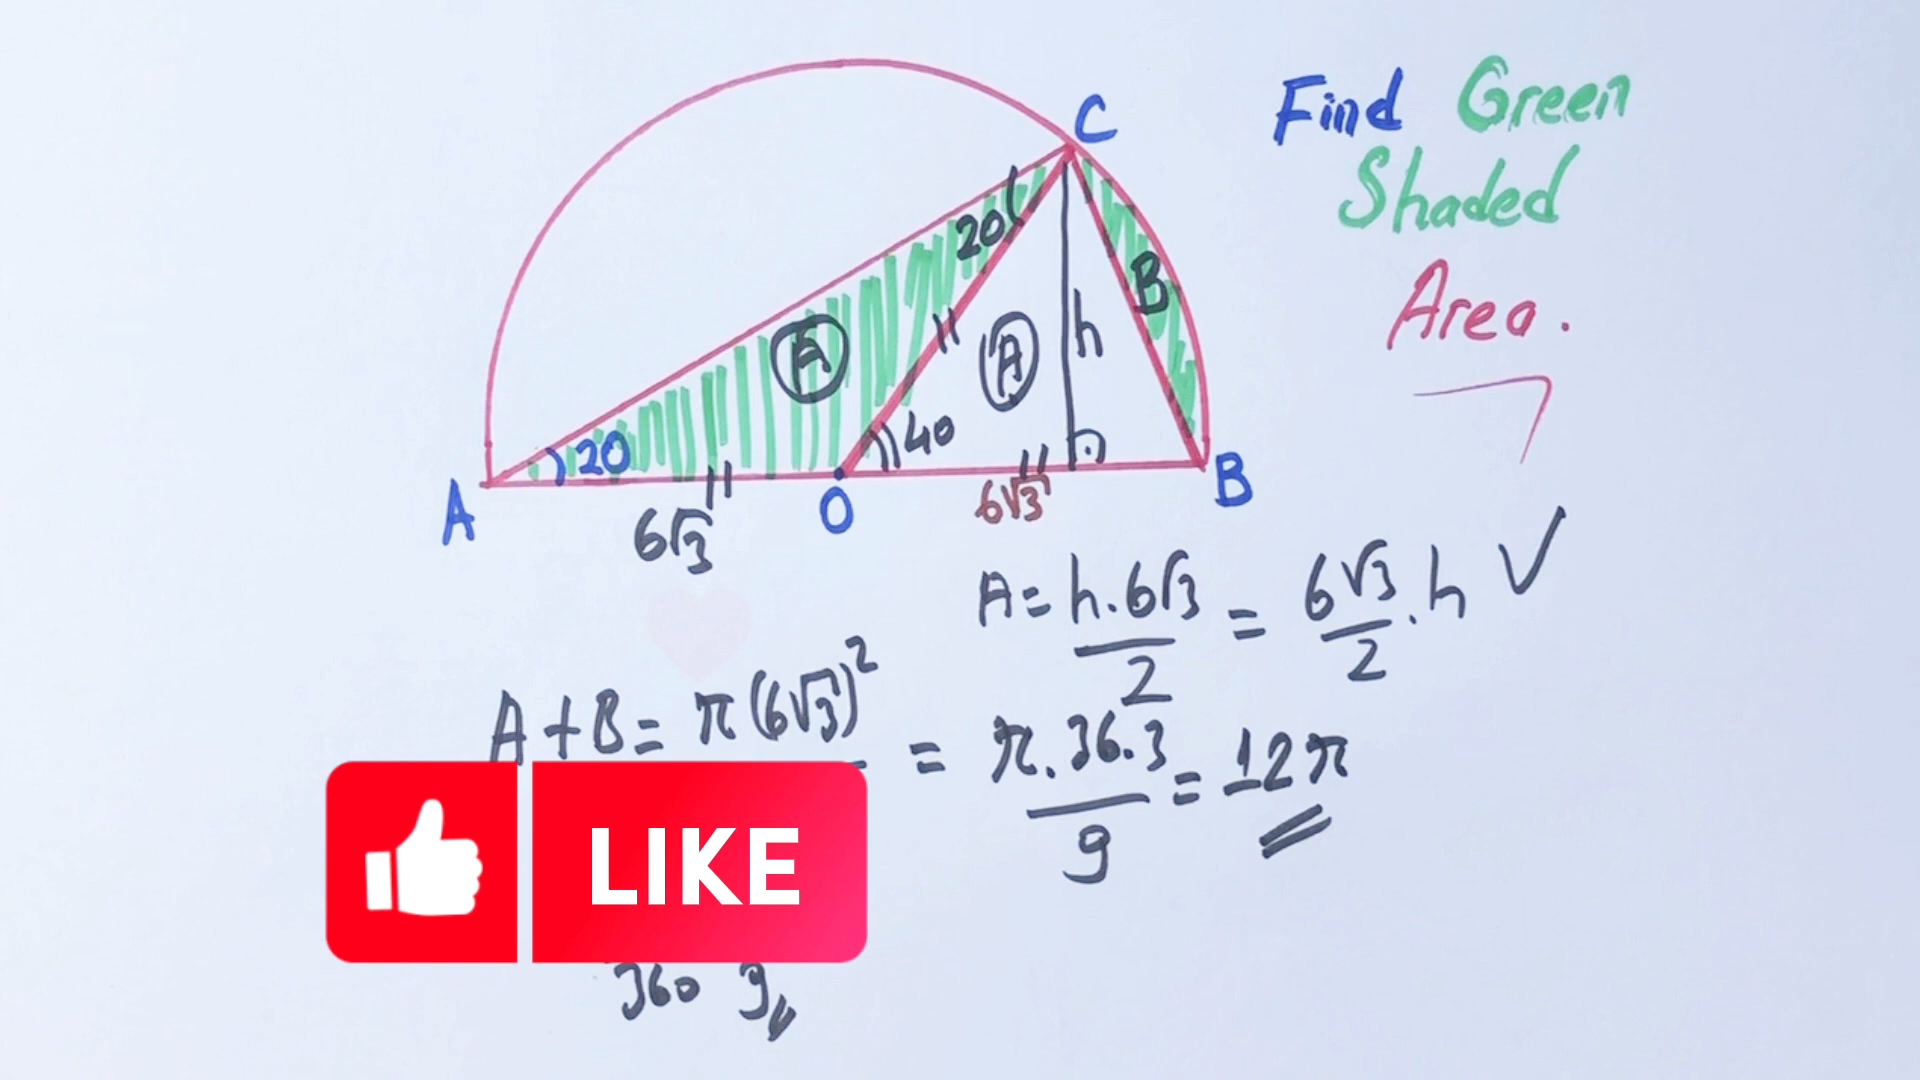 Find Green
Shaded
Area.
C
20
h
B
A
A
20
40
A
6√3
O
6√3
B
A = h.6√3 / 2 = 6√3 / 2 . h ✓
A + B = π(6√3)² = π.36.3 / 9 = 12π
LIKE
360 9